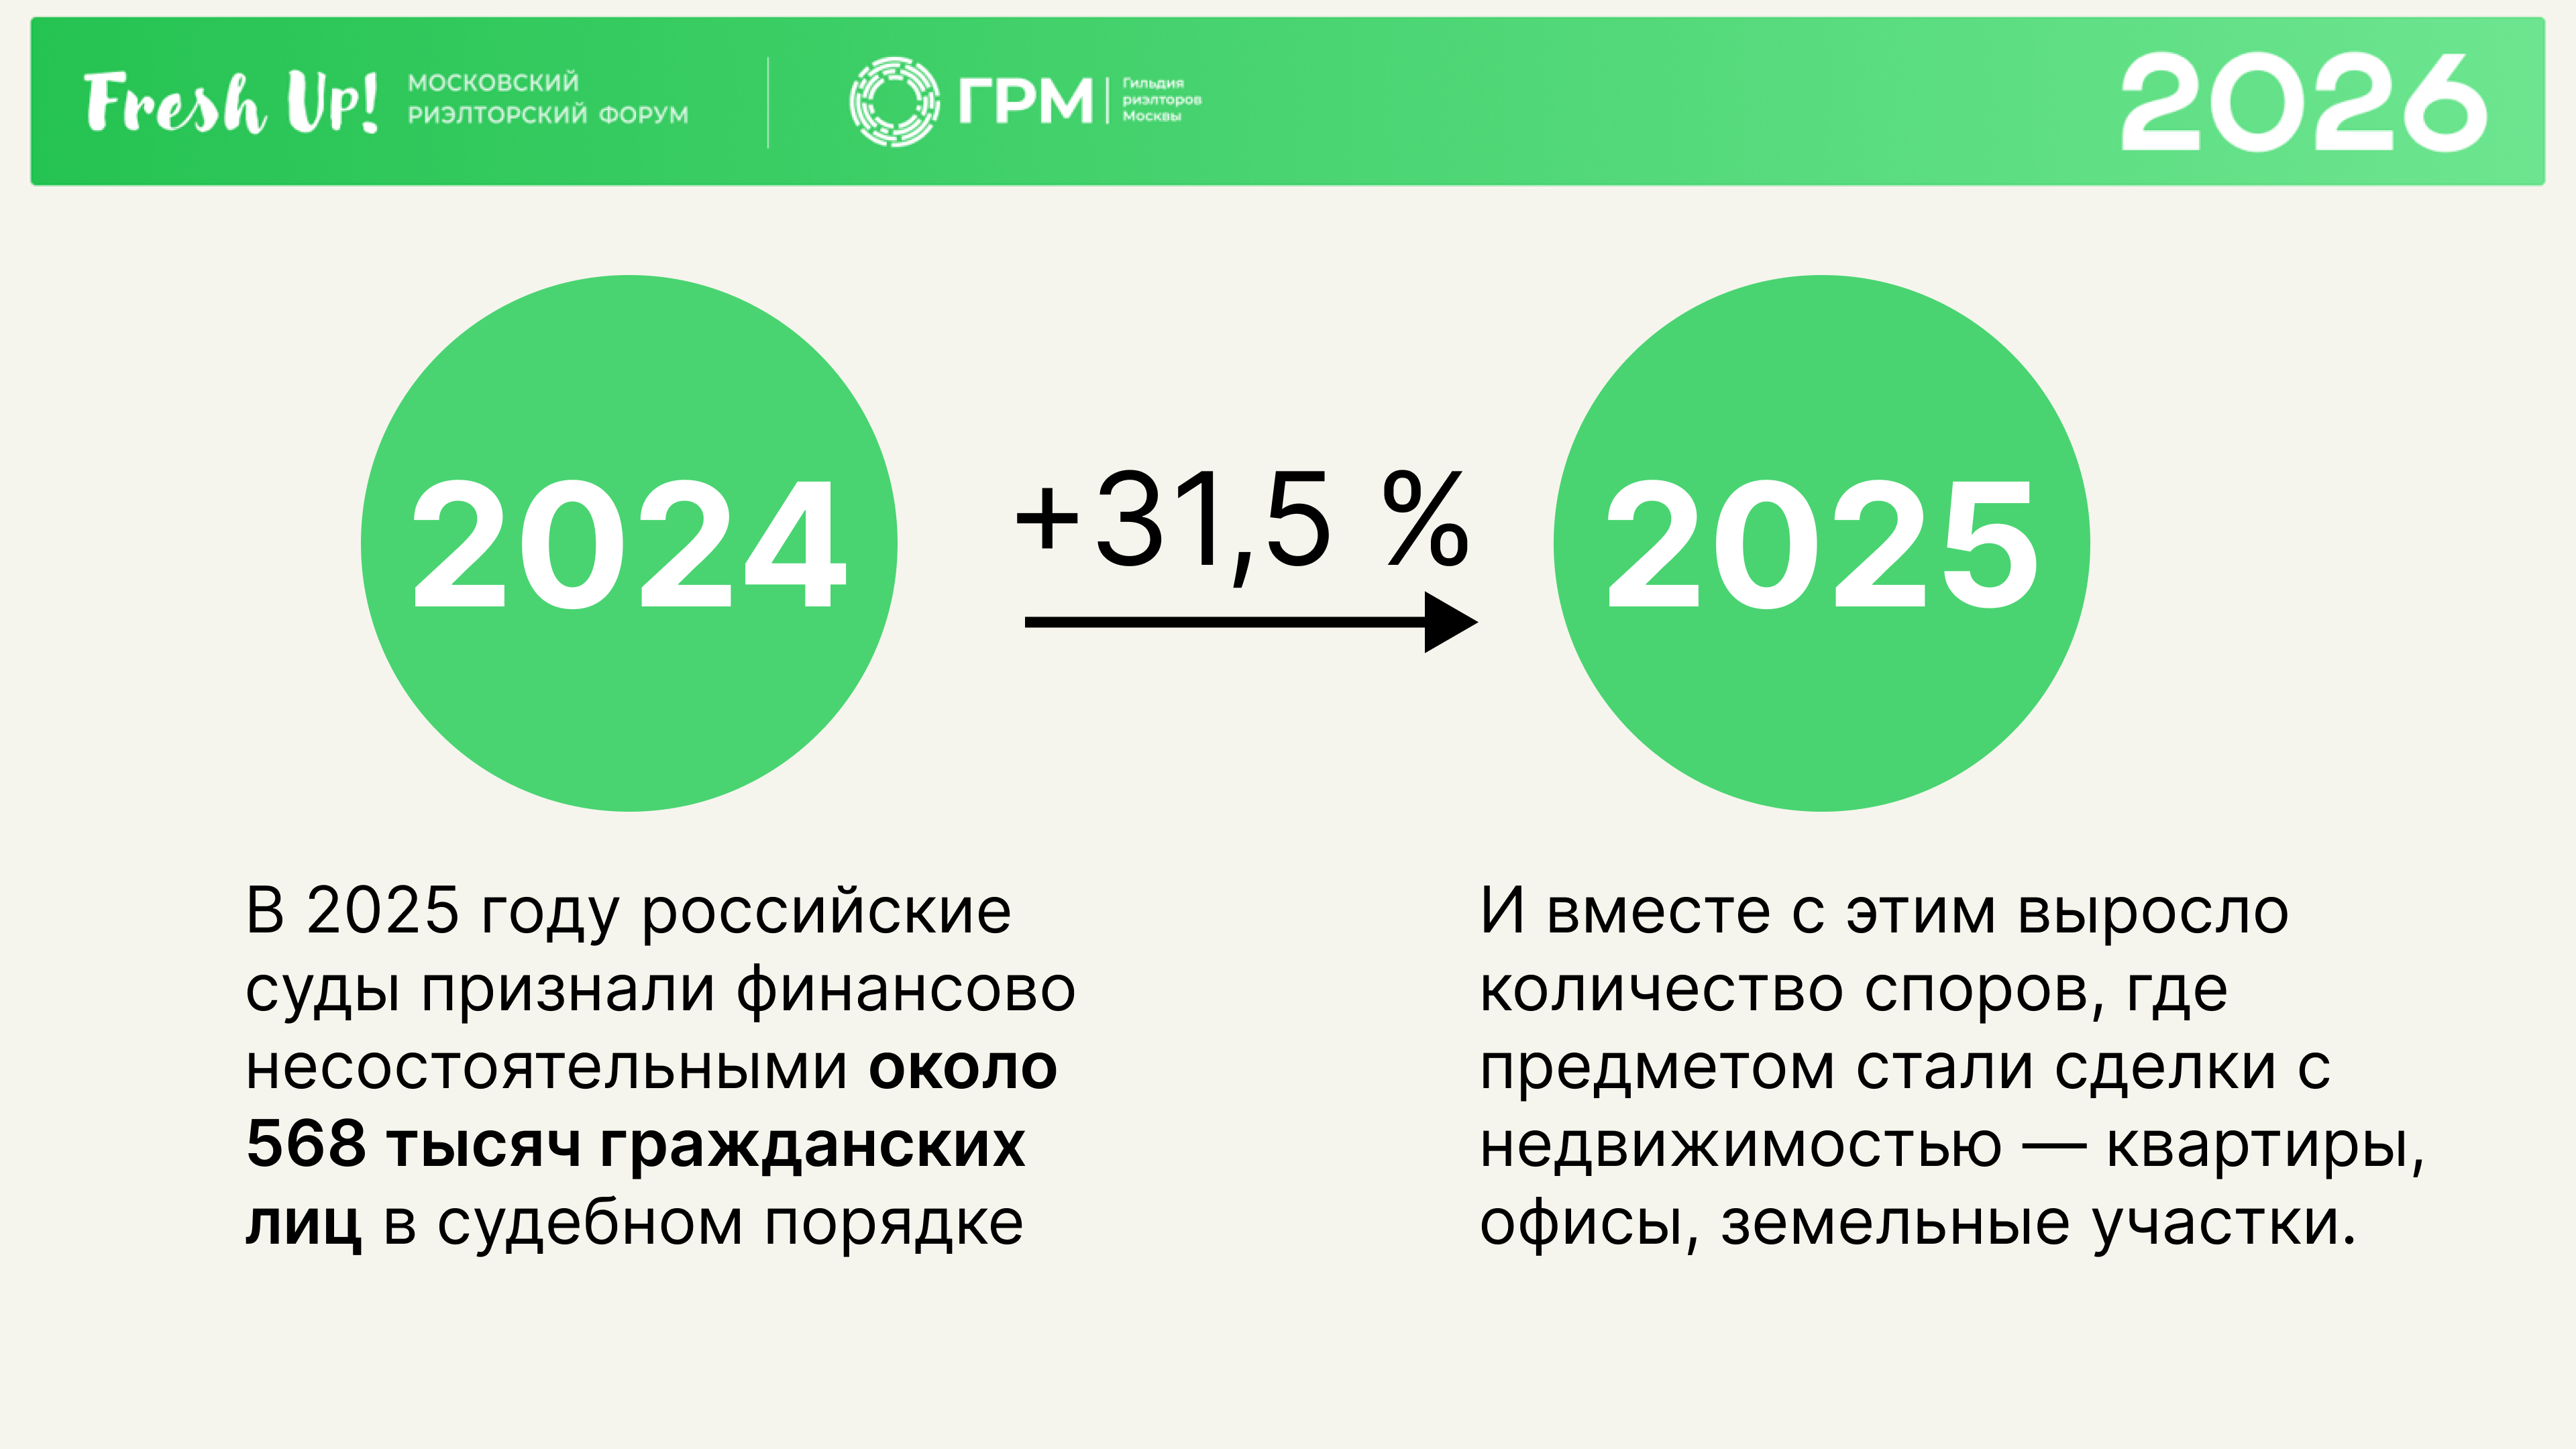 Fresh Up!
МОСКОВСКИЙ
РИЭЛТОРСКИЙ ФОРУМ
ГРМ
Гильдия
риэлторов
Москвы
2026
2024
+31,5 %
2025
В 2025 году российские
суды признали финансово
несостоятельными около
568 тысяч гражданских
лиц в судебном порядке
И вместе с этим выросло
количество споров, где
предметом стали сделки с
недвижимостью — квартиры,
офисы, земельные участки.